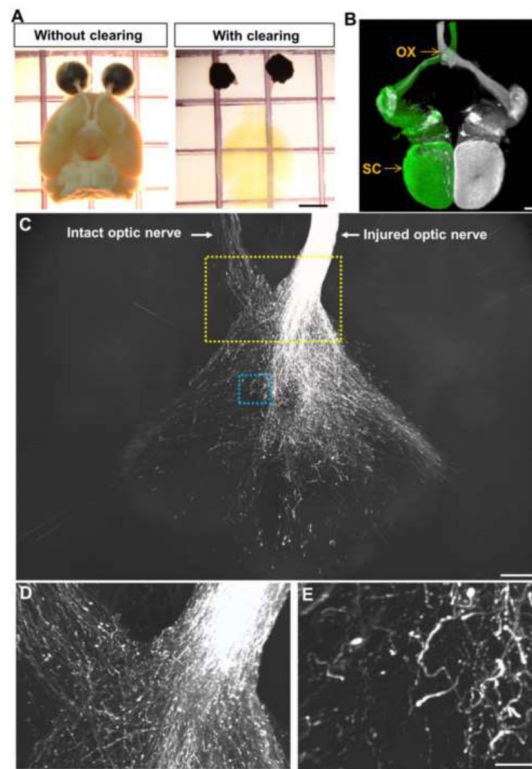 A
Without clearing
With clearing
B
OX
SC
C
Intact optic nerve
Injured optic nerve
D
E